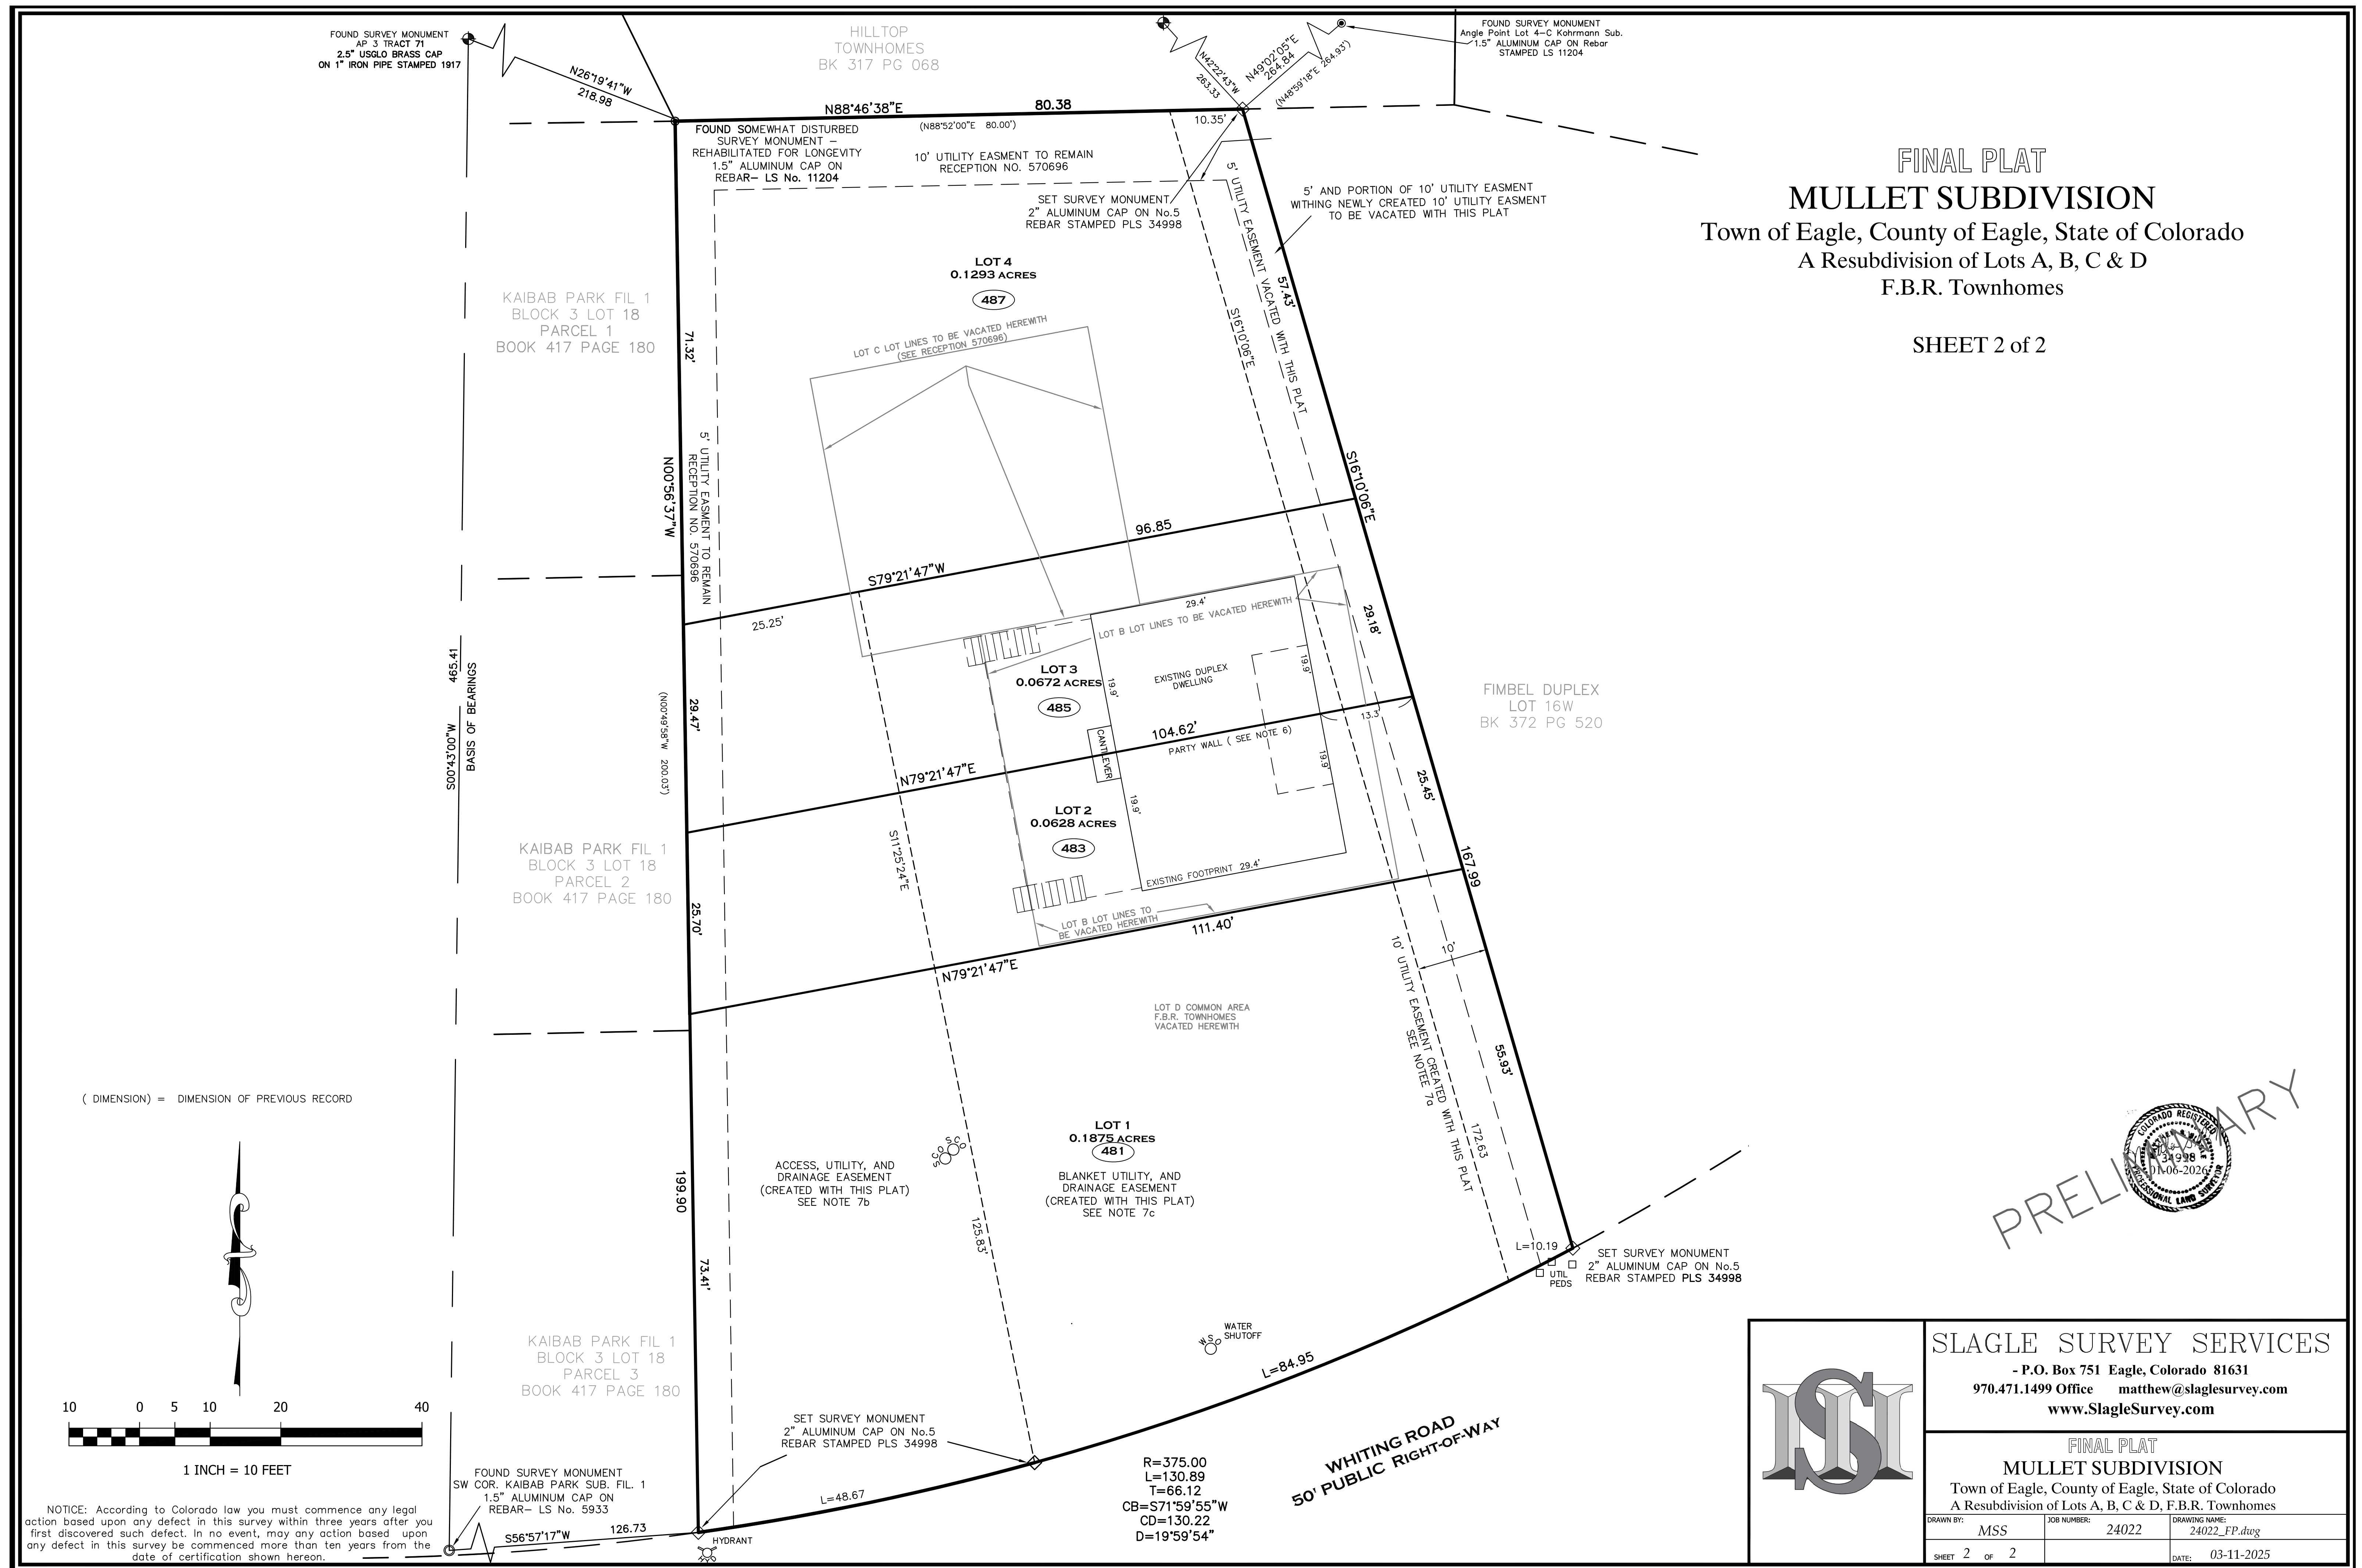 FOUND SURVEY MONUMENT
AP 3 TRACT 71
2.5" USGLO BRASS CAP
ON 1" IRON PIPE STAMPED 1917
N26°19'41"W
218.98
HILLTOP
TOWNHOMES
BK 317 PG 068
N42°22'43"W
263.33
N49°02'05"E
264.84
(N48°59'18"E 264.93')
FOUND SURVEY MONUMENT
Angle Point Lot 4-C Kohrmann Sub.
1.5" ALUMINUM CAP ON Rebar
STAMPED LS 11204
N88°46'38"E 80.38
(N88°52'00"E 80.00')
10.35'
FOUND SOMEWHAT DISTURBED
SURVEY MONUMENT –
REHABILITATED FOR LONGEVITY
1.5" ALUMINUM CAP ON
REBAR– LS No. 11204
10' UTILITY EASMENT TO REMAIN
RECEPTION NO. 570696
SET SURVEY MONUMENT
2" ALUMINUM CAP ON No.5
REBAR STAMPED PLS 34998
5' AND PORTION OF 10' UTILITY EASMENT
WITHING NEWLY CREATED 10' UTILITY EASMENT
TO BE VACATED WITH THIS PLAT
5' UTILITY EASEMENT VACATED WITH THIS PLAT
FINAL PLAT
MULLET SUBDIVISION
Town of Eagle, County of Eagle, State of Colorado
A Resubdivision of Lots A, B, C & D
F.B.R. Townhomes
SHEET 2 of 2
LOT 4
0.1293 ACRES
487
57.43'
S16°10'06"E
KAIBAB PARK FIL 1
BLOCK 3 LOT 18
PARCEL 1
BOOK 417 PAGE 180
71.32'
LOT C LOT LINES TO BE VACATED HEREWITH
(SEE RECEPTION 570696)
N00°56'37"W
5' UTILITY EASMENT TO REMAIN
RECEPTION NO. 570696
S16°10'06"E
96.85
S79°21'47"W
25.25'
29.4'
LOT B LOT LINES TO BE VACATED HEREWITH
29.18'
S00°43'00"W 465.41
BASIS OF BEARINGS
(N00°49'58"W 200.03')
29.47'
LOT 3
0.0672 ACRES
485
19.9'
EXISTING DUPLEX
DWELLING
19.9'
FIMBEL DUPLEX
LOT 16W
BK 372 PG 520
13.3'
104.62'
PARTY WALL ( SEE NOTE 6)
CANTILEVER
N79°21'47"E
19.9'
25.45'
LOT 2
0.0628 ACRES
483
19.9'
S11°25'24"E
KAIBAB PARK FIL 1
BLOCK 3 LOT 18
PARCEL 2
BOOK 417 PAGE 180
25.70'
EXISTING FOOTPRINT 29.4'
167.99
LOT B LOT LINES TO
BE VACATED HEREWITH
111.40'
N79°21'47"E
10'
10' UTILITY EASEMENT CREATED WITH THIS PLAT
SEE NOTEE 7a
LOT D COMMON AREA
F.B.R. TOWNHOMES
VACATED HEREWITH
55.93'
172.63
( DIMENSION) = DIMENSION OF PREVIOUS RECORD
LOT 1
0.1875 ACRES
481
SCO
SCO
ACCESS, UTILITY, AND
DRAINAGE EASEMENT
(CREATED WITH THIS PLAT)
SEE NOTE 7b
BLANKET UTILITY, AND
DRAINAGE EASEMENT
(CREATED WITH THIS PLAT)
SEE NOTE 7c
199.90
125.83'
73.41'
L=10.19
UTIL
PEDS
SET SURVEY MONUMENT
2" ALUMINUM CAP ON No.5
REBAR STAMPED PLS 34998
PRELIMINARY
COLORADO REGISTERED
34998
01-06-2026
PROFESSIONAL LAND SURVEYOR
KAIBAB PARK FIL 1
BLOCK 3 LOT 18
PARCEL 3
BOOK 417 PAGE 180
WATER
SHUTOFF
WSO
L=84.95
10 0 5 10 20 40
1 INCH = 10 FEET
SET SURVEY MONUMENT
2" ALUMINUM CAP ON No.5
REBAR STAMPED PLS 34998
FOUND SURVEY MONUMENT
SW COR. KAIBAB PARK SUB. FIL. 1
1.5" ALUMINUM CAP ON
REBAR– LS No. 5933
L=48.67
S56°57'17"W 126.73
HYDRANT
R=375.00
L=130.89
T=66.12
CB=S71°59'55"W
CD=130.22
D=19°59'54"
WHITING ROAD
50' PUBLIC RIGHT-OF-WAY
NOTICE: According to Colorado law you must commence any legal
action based upon any defect in this survey within three years after you
first discovered such defect. In no event, may any action based upon
any defect in this survey be commenced more than ten years from the
date of certification shown hereon.
SLAGLE SURVEY SERVICES
- P.O. Box 751 Eagle, Colorado 81631
970.471.1499 Office matthew@slaglesurvey.com
www.SlagleSurvey.com
FINAL PLAT
MULLET SUBDIVISION
Town of Eagle, County of Eagle, State of Colorado
A Resubdivision of Lots A, B, C & D, F.B.R. Townhomes
DRAWN BY: MSS
JOB NUMBER: 24022
DRAWING NAME: 24022_FP.dwg
SHEET 2 OF 2
DATE: 03-11-2025